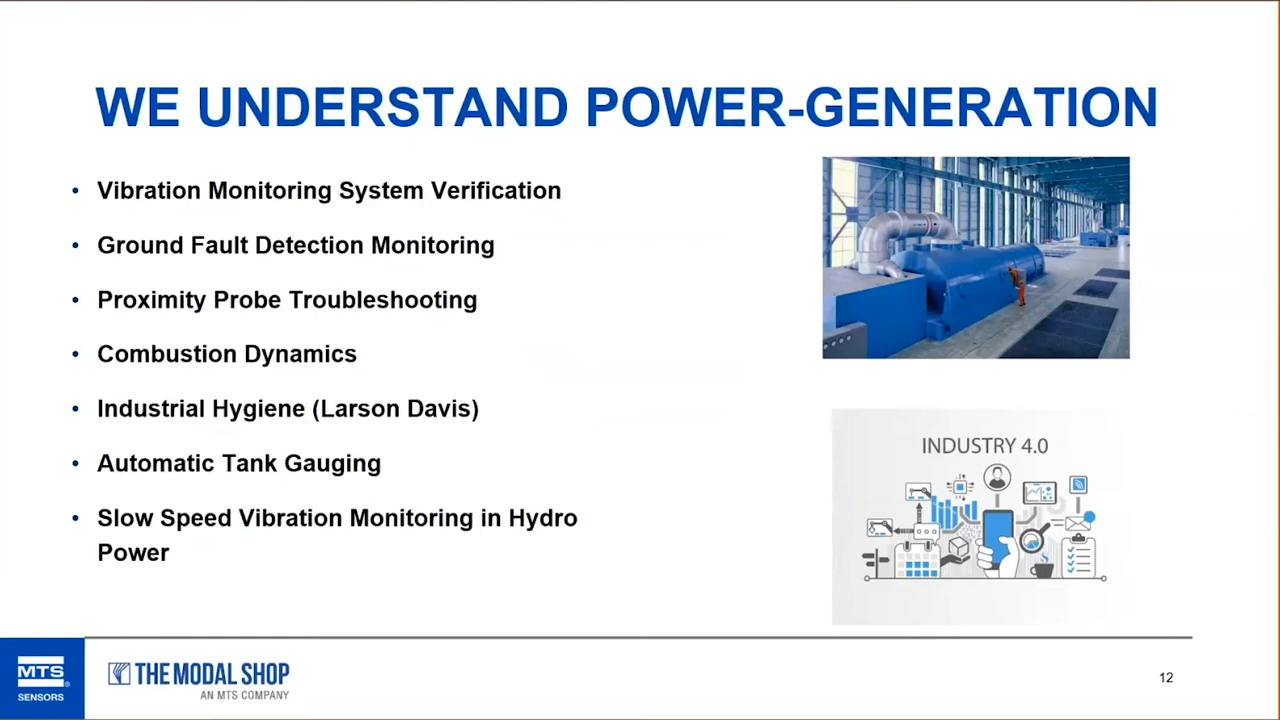 WE UNDERSTAND POWER-GENERATION
• Vibration Monitoring System Verification
• Ground Fault Detection Monitoring
• Proximity Probe Troubleshooting
• Combustion Dynamics
• Industrial Hygiene (Larson Davis)
• Automatic Tank Gauging
• Slow Speed Vibration Monitoring in Hydro
Power
INDUSTRY 4.0
MTS®
SENSORS
THE MODAL SHOP
AN MTS COMPANY
12